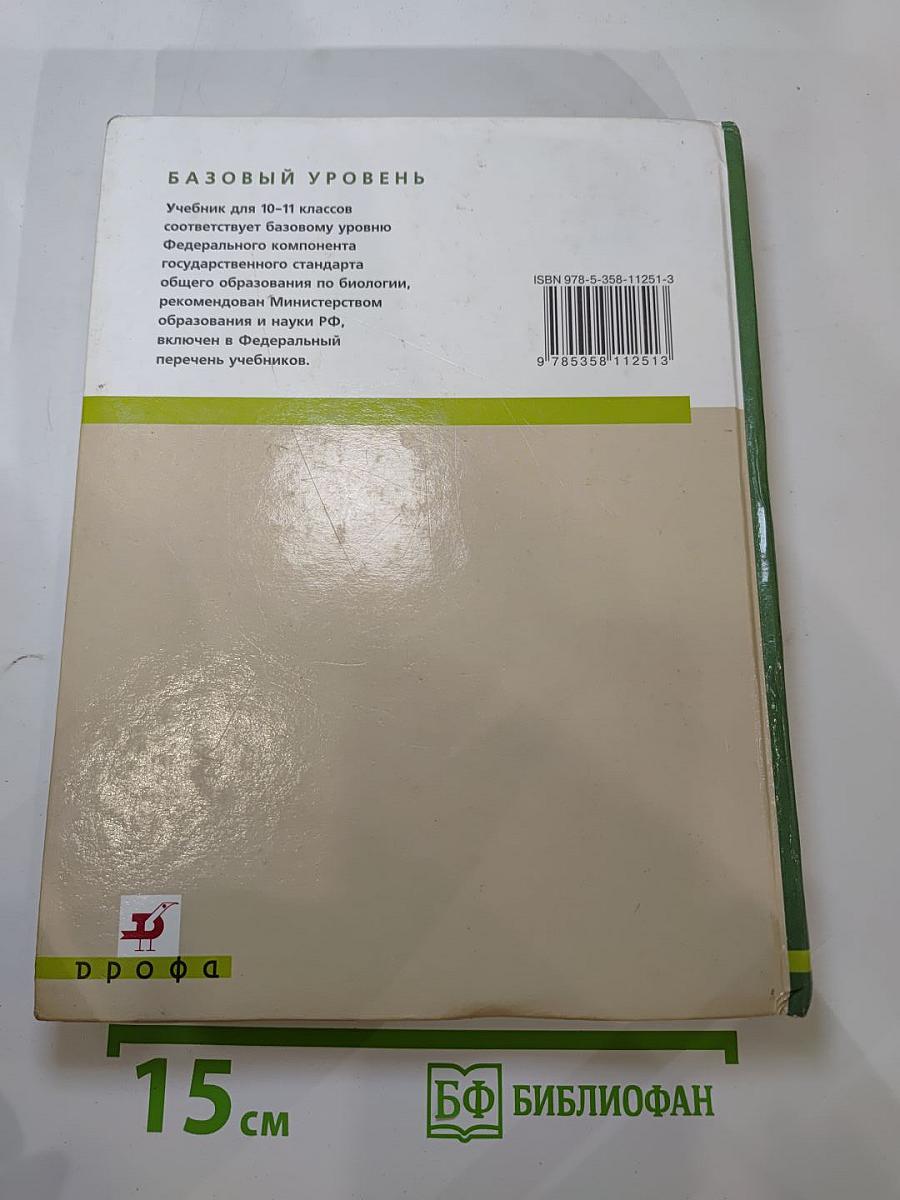 БАЗОВЫЙ УРОВЕНЬ
Учебник для 10–11 классов
соответствует базовому уровню
Федерального компонента
государственного стандарта
общего образования по биологии,
рекомендован Министерством
образования и науки РФ,
включен в Федеральный
перечень учебников.
ISBN 978-5-358-11251-3
9 785358 112513
дрофа
15 см
БФ БИБЛИОФАН